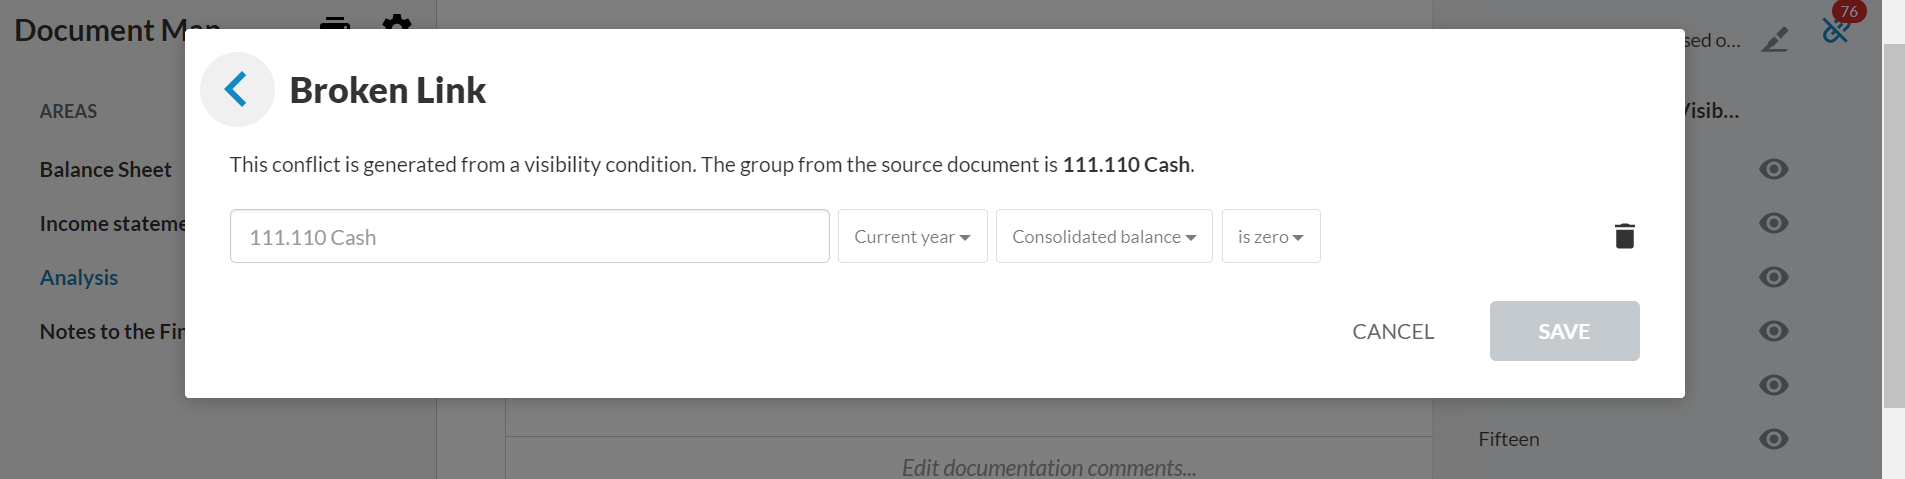 Document Map
76
sed o...
Broken Link
AREAS
/isib...
This conflict is generated from a visibility condition. The group from the source document is 111.110 Cash.
Balance Sheet
Income stateme
111.110 Cash
Current year
Consolidated balance
is zero
Analysis
Notes to the Fin
CANCEL
SAVE
Fifteen
Edit documentation comments...